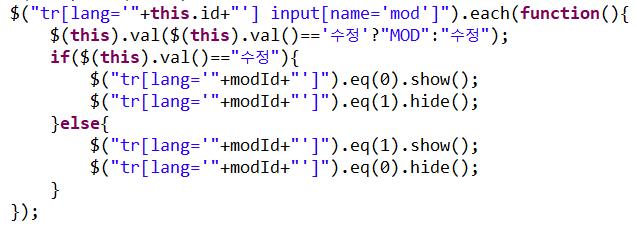 $("tr[lang='"+this.id+"'] input[name='mod']").each(function(){
    $(this).val($(this).val()=='수정'?"MOD":"수정");
    if($(this).val()=="수정"){
        $("tr[lang='"+modId+"']").eq(0).show();
        $("tr[lang='"+modId+"']").eq(1).hide();
    }else{
        $("tr[lang='"+modId+"']").eq(1).show();
        $("tr[lang='"+modId+"']").eq(0).hide();
    }
});